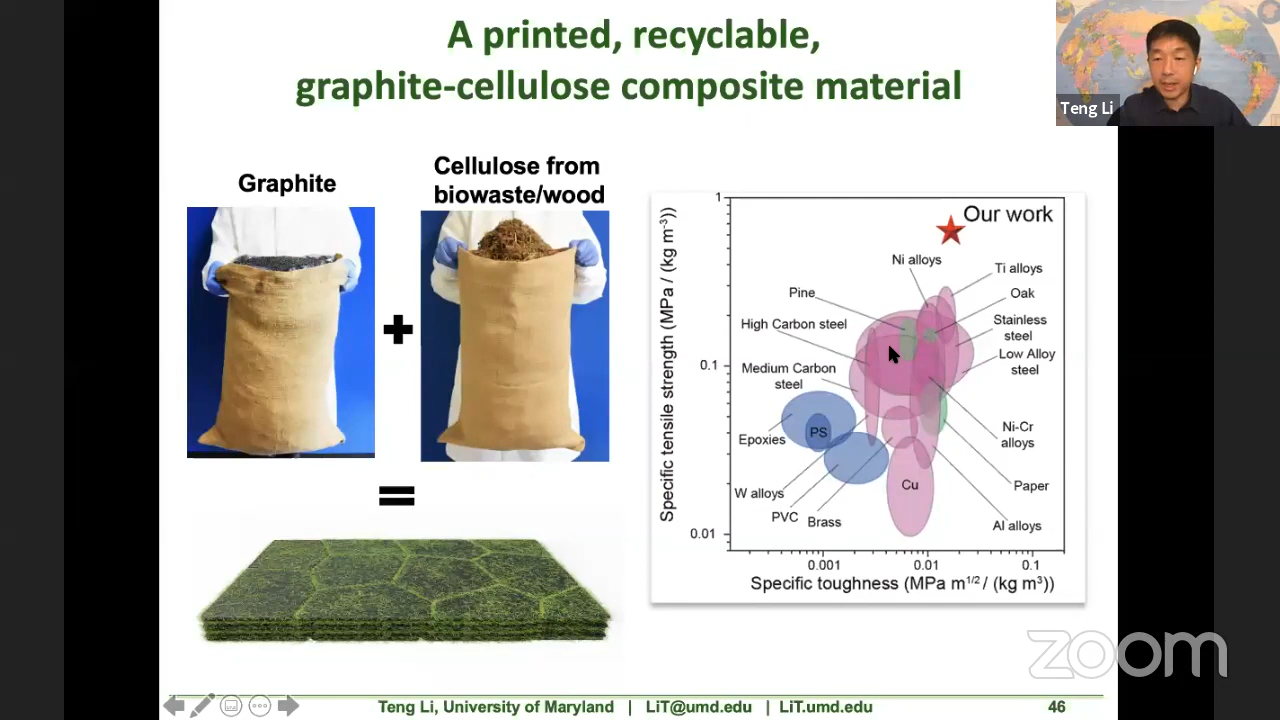 A printed, recyclable,
graphite-cellulose composite material
Teng Li
Graphite
Cellulose from
biowaste/wood
+
=
Specific tensile strength (MPa / (kg m⁻³))
1
0.1
0.01
Our work
Ni alloys
Ti alloys
Pine
Oak
High Carbon steel
Stainless
steel
Low Alloy
steel
Medium Carbon
steel
Epoxies
PS
Ni-Cr
alloys
W alloys
Cu
Paper
PVC
Brass
Al alloys
0.001
0.01
0.1
Specific toughness (MPa m¹ᐟ² / (kg m³))
zoom
Teng Li, University of Maryland | LiT@umd.edu | LiT.umd.edu
46